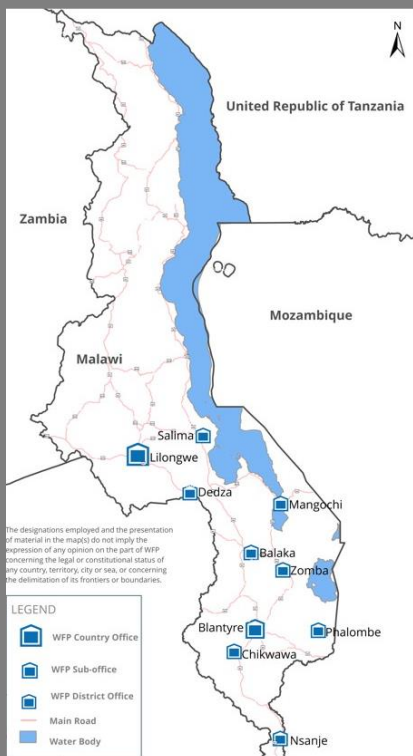 N
United Republic of Tanzania
Zambia
Mozambique
Malawi
Salima
Lilongwe
Dedza
Mangochi
The designations employed and the presentation
of material in the map(s) do not imply the
expression of any opinion on the part of WFP
concerning the legal or constitutional status of
any country, territory, city or sea, or concerning
the delimitation of its frontiers or boundaries.
Balaka
Zomba
LEGEND
WFP Country Office
WFP Sub-office
WFP District Office
Main Road
Water Body
Blantyre
Phalombe
Chikwawa
Nsanje